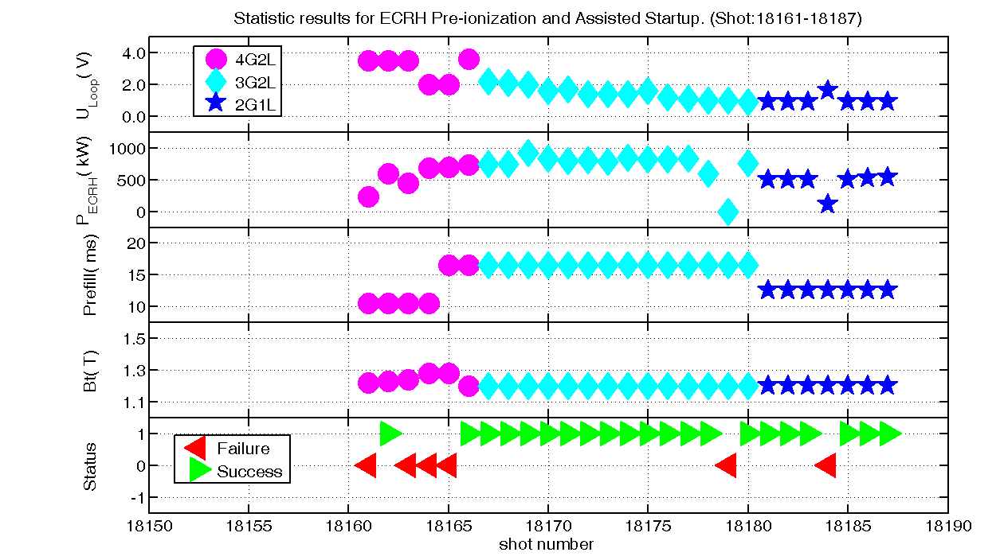 Statistic results for ECRH Pre-ionization and Assisted Startup. (Shot:18161-18187)
U_Loop( V)
4.0
2.0
0.0
4G2L
3G2L
2G1L
P_ECRH( kW)
1000
500
0
Prefill( ms)
20
15
10
Bt( T)
1.5
1.3
1.1
Status
1
0
-1
Failure
Success
18150 18155 18160 18165 18170 18175 18180 18185 18190
shot number